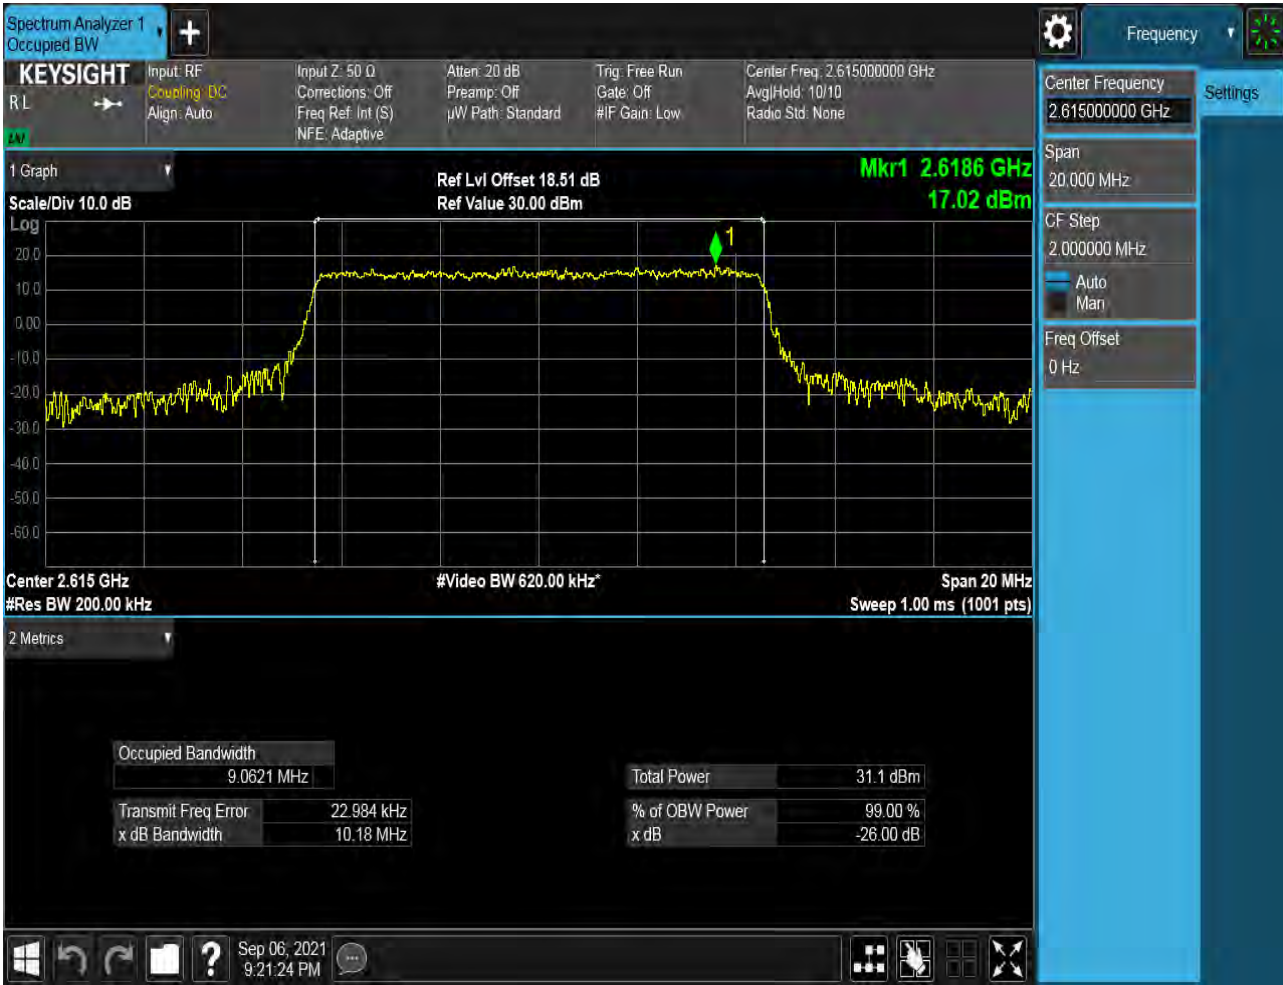 Spectrum Analyzer 1
Occupied BW
+
Frequency
KEYSIGHT
R L
LXI
Input: RF
Coupling: DC
Align: Auto
Input Z: 50 Ω
Corrections: Off
Freq Ref: Int (S)
NFE: Adaptive
Atten: 20 dB
Preamp: Off
µW Path: Standard
Trig: Free Run
Gate: Off
#IF Gain: Low
Center Freq: 2.615000000 GHz
Avg|Hold: 10/10
Radio Std: None
Center Frequency
2.615000000 GHz
Settings
Span
20.000 MHz
CF Step
2.000000 MHz
Auto
Man
Freq Offset
0 Hz
1 Graph
Scale/Div 10.0 dB
Log
Ref Lvl Offset 18.51 dB
Ref Value 30.00 dBm
Mkr1 2.6186 GHz
17.02 dBm
1
20.0
10.0
0.00
-10.0
-20.0
-30.0
-40.0
-50.0
-60.0
Center 2.615 GHz
#Res BW 200.00 kHz
#Video BW 620.00 kHz*
Span 20 MHz
Sweep 1.00 ms (1001 pts)
2 Metrics
Occupied Bandwidth
9.0621 MHz
Transmit Freq Error 22.984 kHz
x dB Bandwidth 10.18 MHz
Total Power 31.1 dBm
% of OBW Power 99.00 %
x dB -26.00 dB
?
Sep 06, 2021
9:21:24 PM